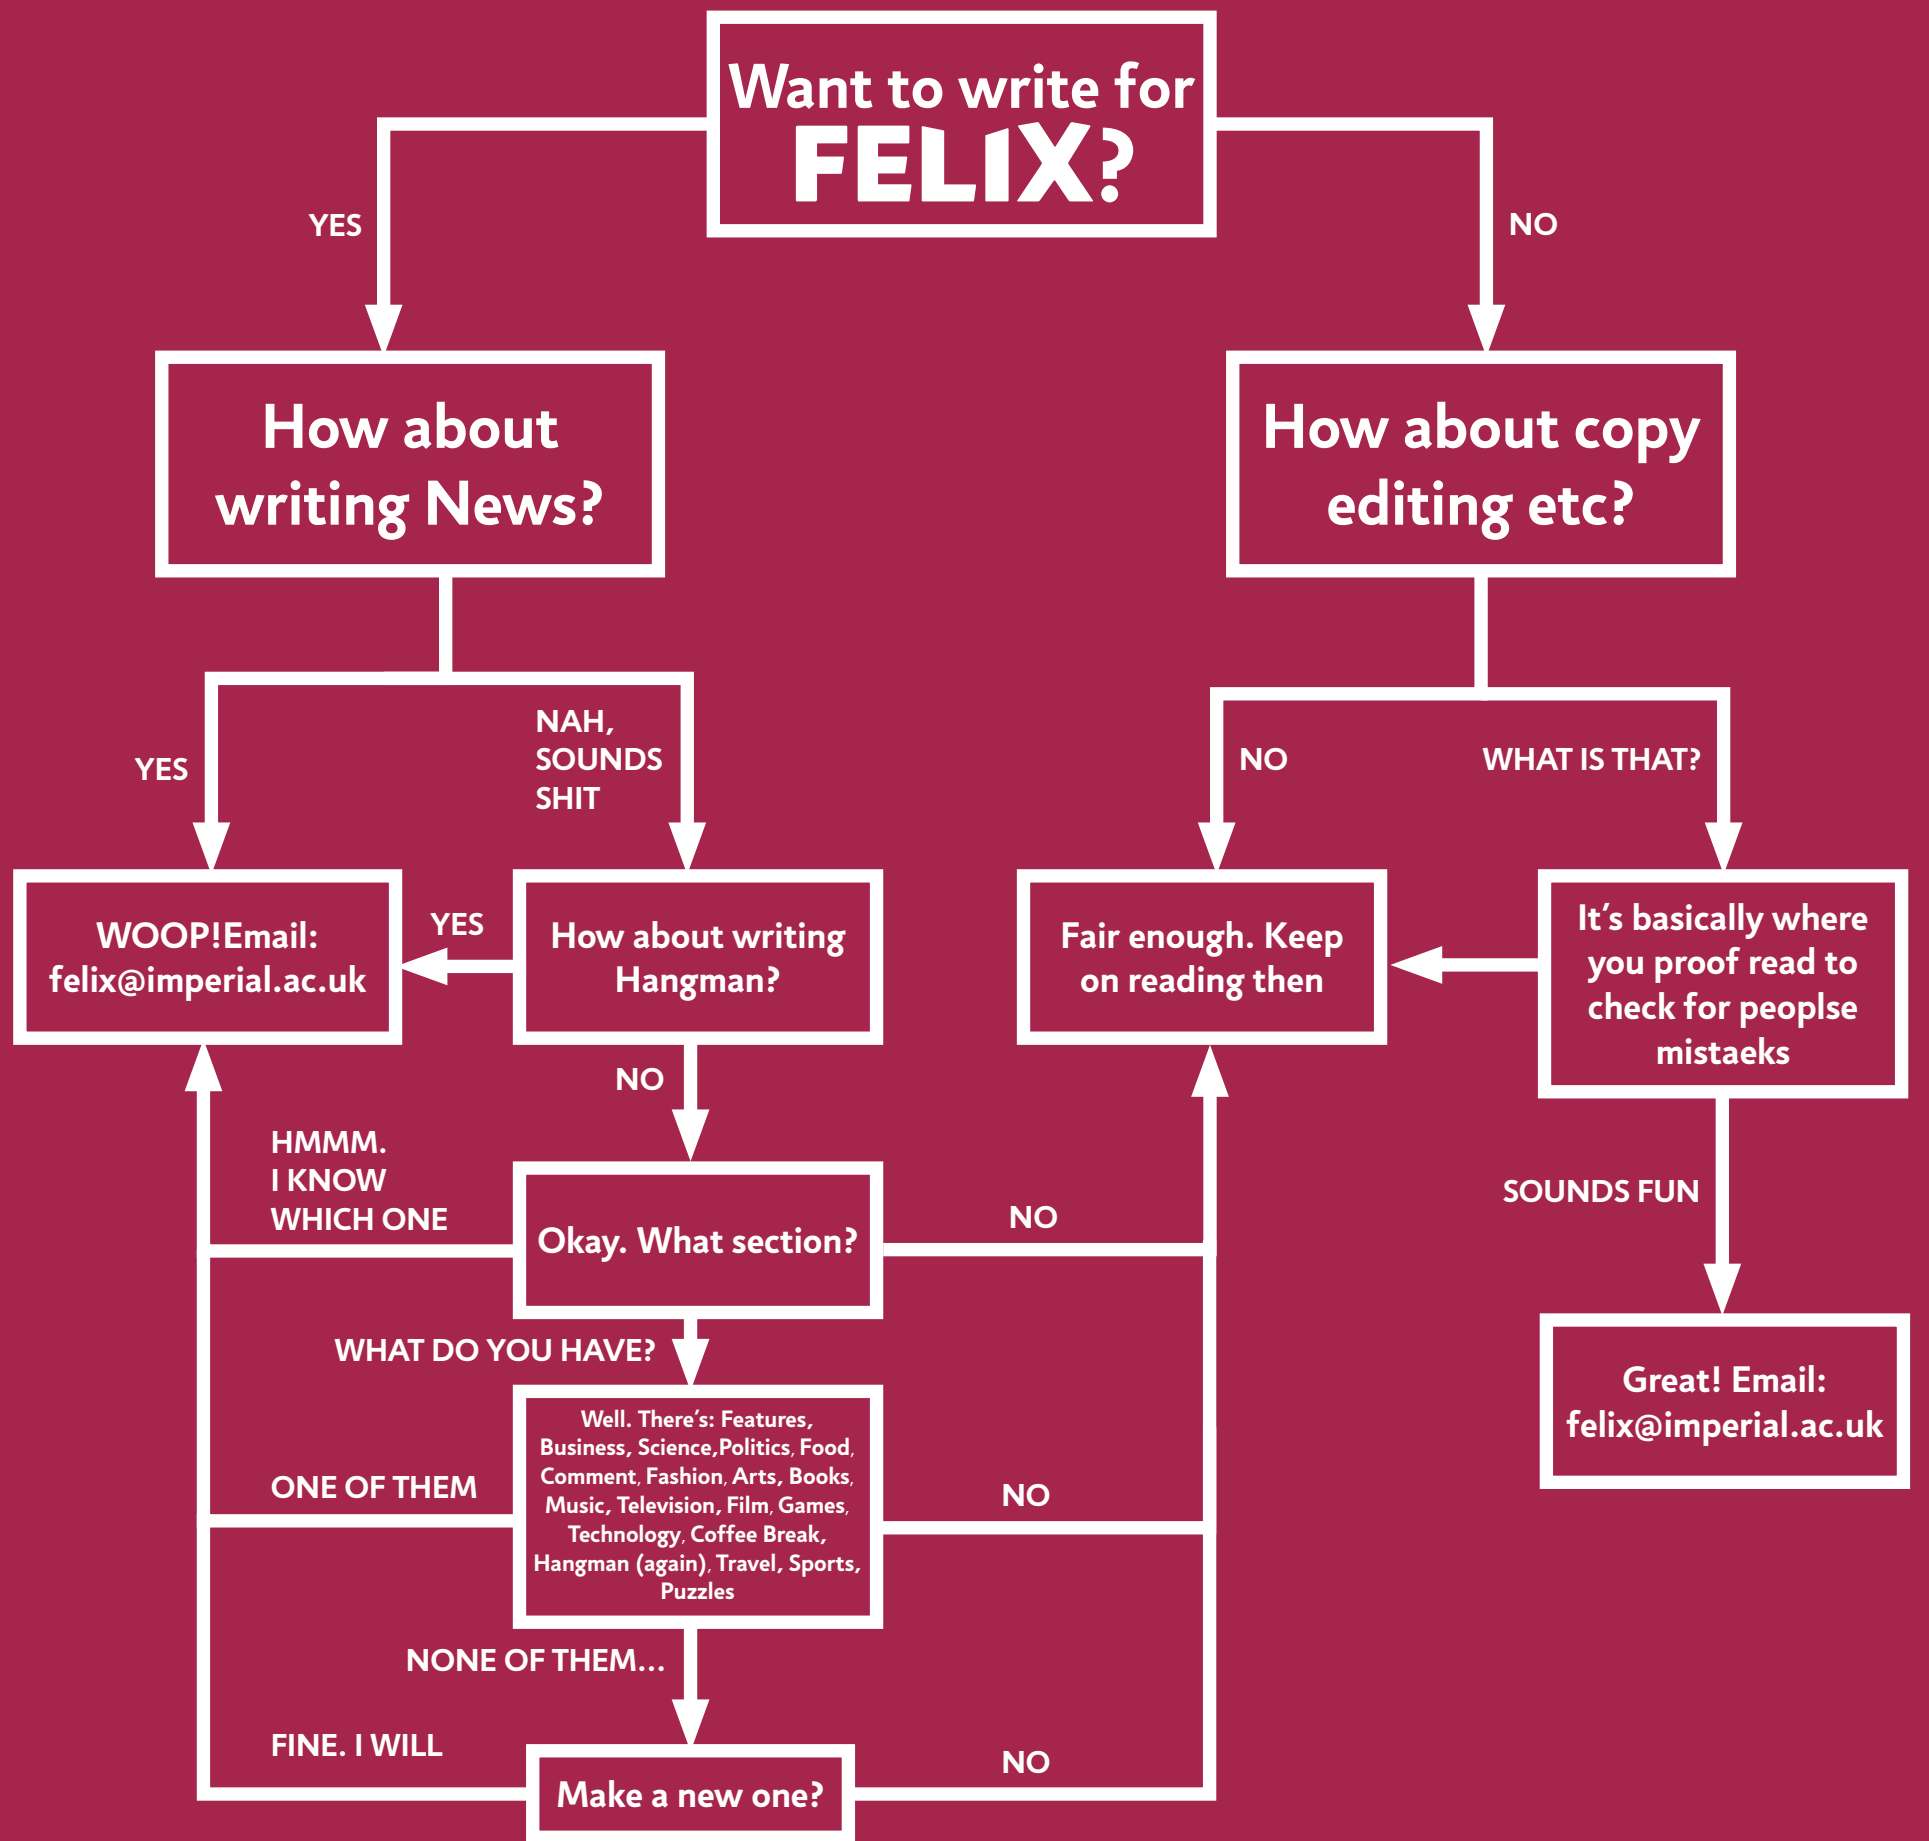 Want to write for
FELIX?
YES
NO
How about
writing News?
How about copy
editing etc?
YES
NAH,
SOUNDS
SHIT
NO
WHAT IS THAT?
WOOP!Email:
felix@imperial.ac.uk
YES
How about writing
Hangman?
Fair enough. Keep
on reading then
It's basically where
you proof read to
check for peoplse
mistaeks
NO
HMMM.
I KNOW
WHICH ONE
Okay. What section?
NO
SOUNDS FUN
WHAT DO YOU HAVE?
Great! Email:
felix@imperial.ac.uk
Well. There's: Features,
Business, Science,Politics, Food,
Comment, Fashion, Arts, Books,
Music, Television, Film, Games,
Technology, Coffee Break,
Hangman (again), Travel, Sports,
Puzzles
ONE OF THEM
NO
NONE OF THEM...
FINE. I WILL
Make a new one?
NO